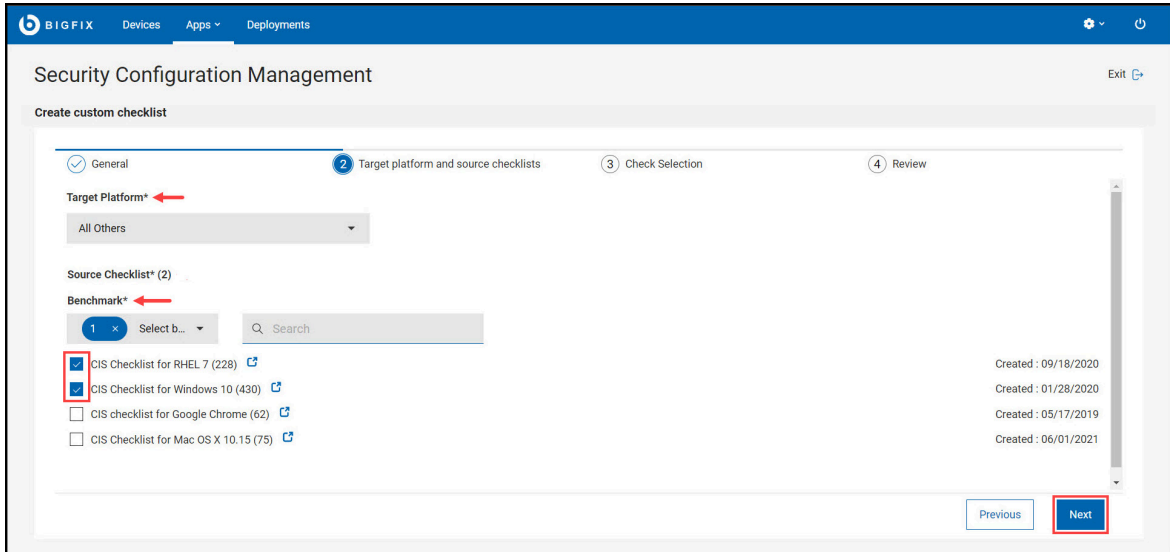 BIGFIX Devices Apps Deployments
Security Configuration Management
Exit
Create custom checklist
General
2 Target platform and source checklists
3 Check Selection
4 Review
Target Platform*
All Others
Source Checklist* (2)
Benchmark*
1 × Select b... Search
CIS Checklist for RHEL 7 (228) Created : 09/18/2020
CIS Checklist for Windows 10 (430) Created : 01/28/2020
CIS checklist for Google Chrome (62) Created : 05/17/2019
CIS Checklist for Mac OS X 10.15 (75) Created : 06/01/2021
Previous Next